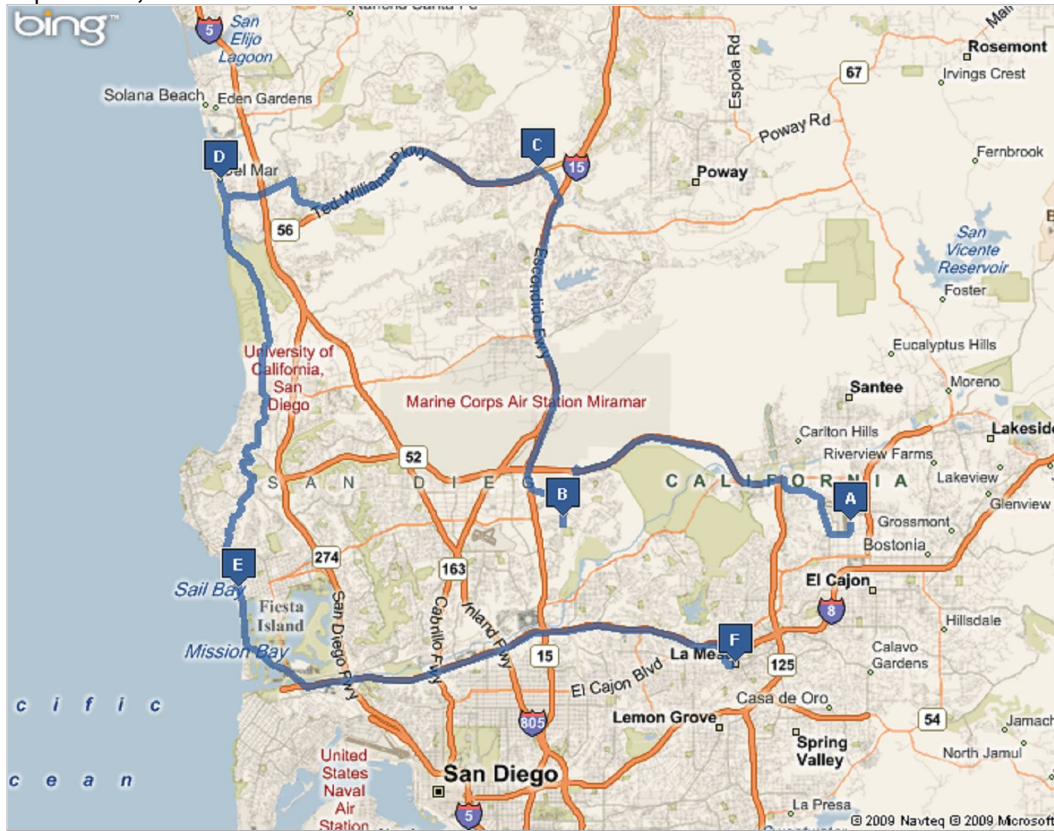 bing™
5
San
Elijo
Lagoon
Rosemont
Irvings Crest
67
Espola Rd
Solana Beach
Eden Gardens
Poway Rd
D
C
Del Mar
15
Fernbrook
Poway
Ted Williams Pkwy
56
San
Vicente
Reservoir
Foster
Escondido Fwy
University of
California,
San
Diego
Eucalyptus Hills
Santee
Moreno
Marine Corps Air Station Miramar
Carlton Hills
Lakeside
Riverview Farms
52
CALIFORNIA
SAN DIEG
Lakeview
B
A
Glenview
Grossmont
Bostonia
274
163
E
Sail Bay
El Cajon
Fiesta
Island
San Diego Fwy
Cabrillo Fwy
Inland Fwy
8
Hillsdale
Mission Bay
F
La Mesa
15
125
Calavo
Gardens
El Cajon Blvd
Casa de Oro
cific
Lemon Grove
805
54
Jamach
Spring
Valley
North Jamul
cean
United
States
Naval
Air
Station
San Diego
5
La Presa
© 2009 Navteq © 2009 Microsoft